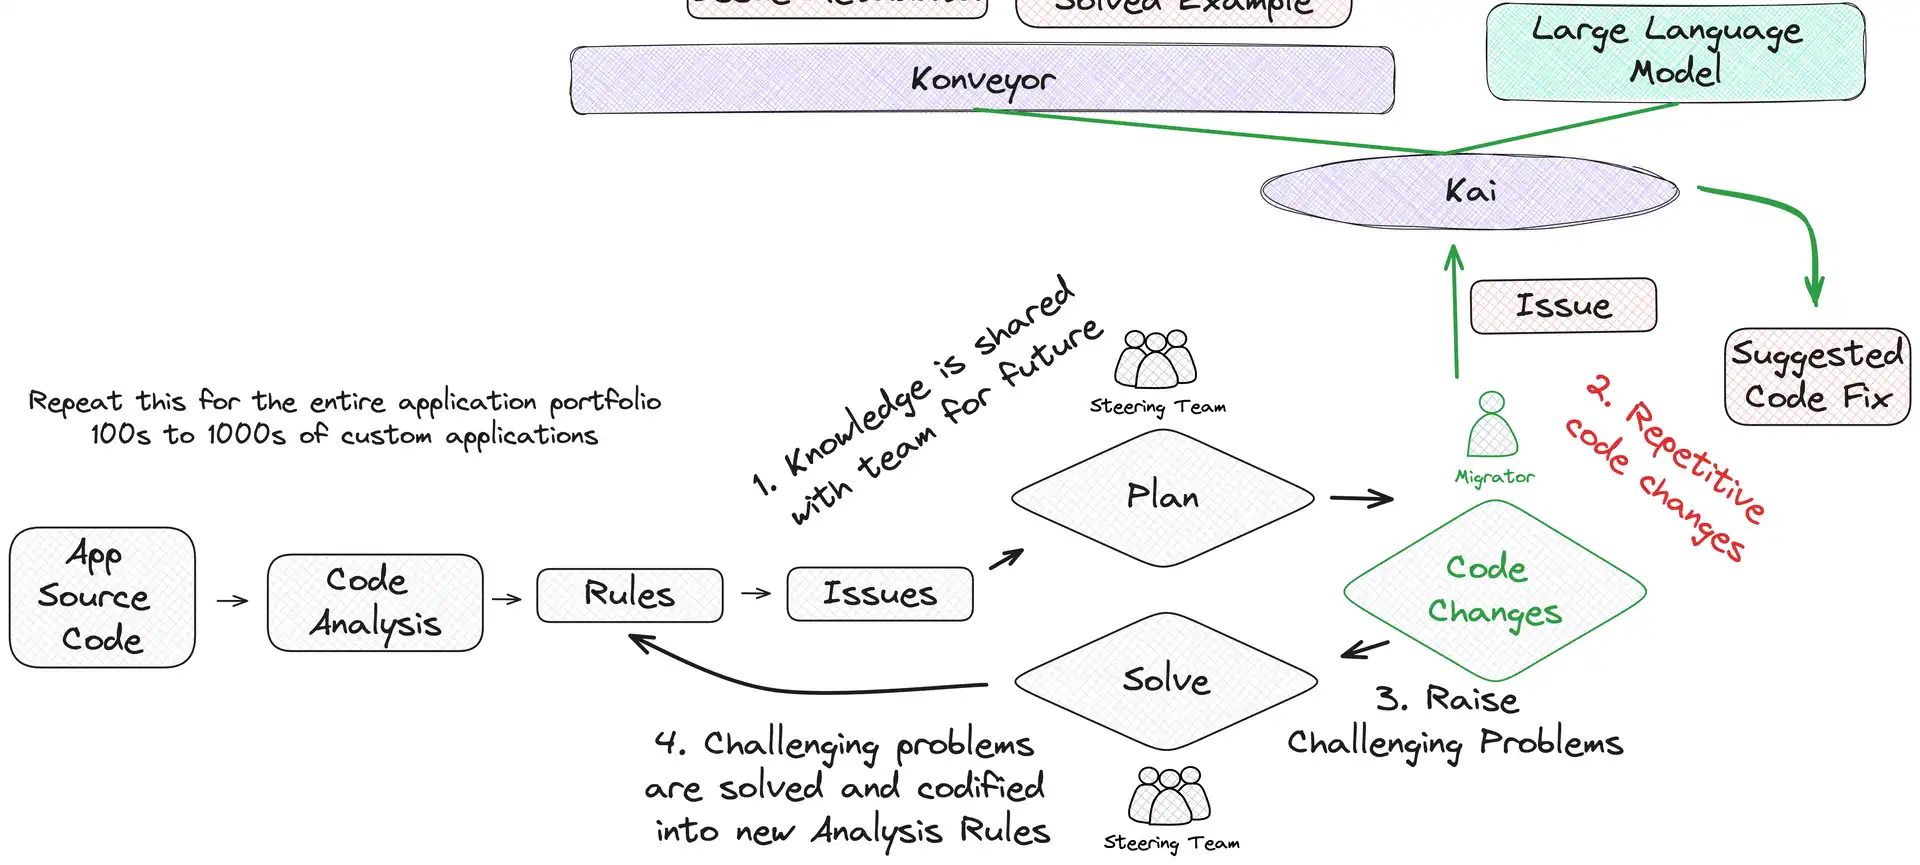 Solved Example
Konveyor
Large Language
Model
Kai
Issue
Suggested
Code Fix
1. Knowledge is shared
with team for future
Steering Team
Repeat this for the entire application portfolio
100s to 1000s of custom applications
Migrator
2. Repetitive
code changes
Plan
App
Source
Code
Code
Analysis
Rules
Issues
Code
Changes
Solve
3. Raise
Challenging Problems
4. Challenging problems
are solved and codified
into new Analysis Rules
Steering Team